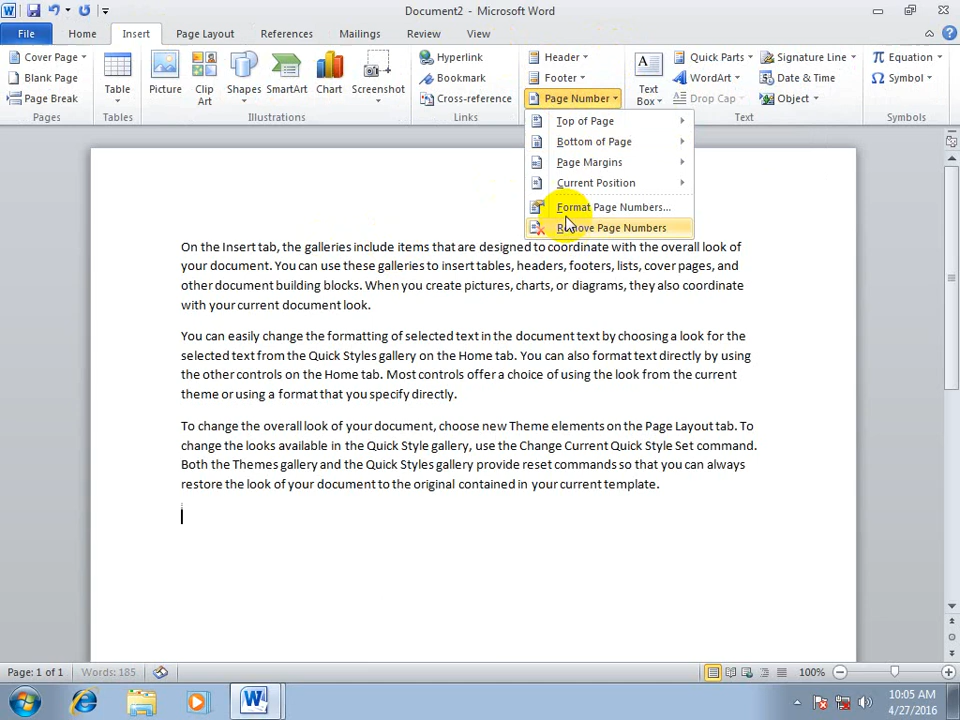 Document2 - Microsoft Word
File Home Insert Page Layout References Mailings Review View
Cover Page
Blank Page
Page Break
Pages
Table
Tables
Picture
Clip
Art
Shapes
SmartArt
Chart
Screenshot
Illustrations
Hyperlink
Bookmark
Cross-reference
Links
Header
Footer
Page Number
Top of Page
Bottom of Page
Page Margins
Current Position
Format Page Numbers...
Remove Page Numbers
Text
Box
Quick Parts
WordArt
Drop Cap
Signature Line
Date & Time
Object
Text
Equation
Symbol
Symbols
On the Insert tab, the galleries include items that are designed to coordinate with the overall look of
your document. You can use these galleries to insert tables, headers, footers, lists, cover pages, and
other document building blocks. When you create pictures, charts, or diagrams, they also coordinate
with your current document look.
You can easily change the formatting of selected text in the document text by choosing a look for the
selected text from the Quick Styles gallery on the Home tab. You can also format text directly by using
the other controls on the Home tab. Most controls offer a choice of using the look from the current
theme or using a format that you specify directly.
To change the overall look of your document, choose new Theme elements on the Page Layout tab. To
change the looks available in the Quick Style gallery, use the Change Current Quick Style Set command.
Both the Themes gallery and the Quick Styles gallery provide reset commands so that you can always
restore the look of your document to the original contained in your current template.
Page: 1 of 1 Words: 185 100%
10:05 AM
4/27/2016